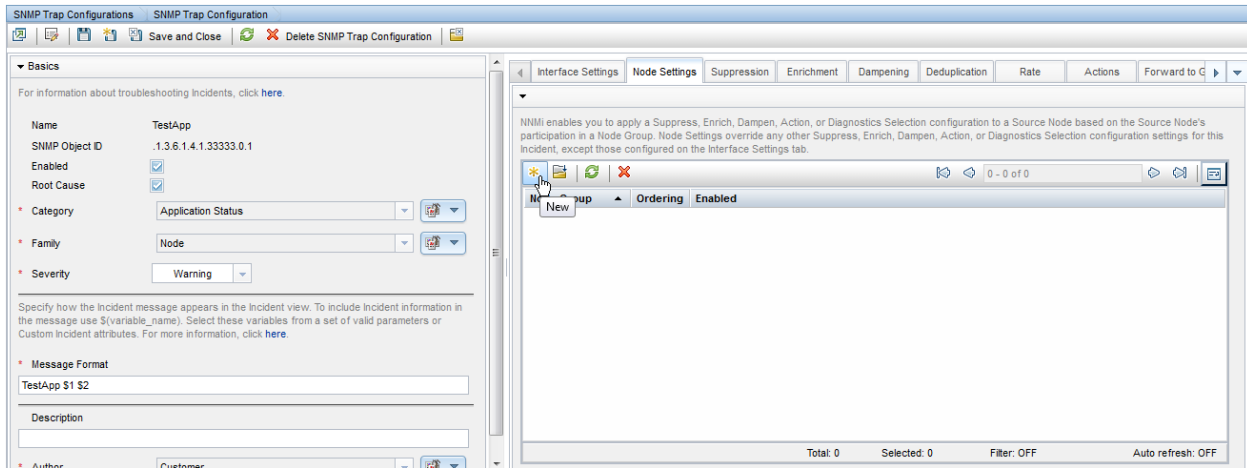 SNMP Trap Configurations SNMP Trap Configuration
Save and Close Delete SNMP Trap Configuration
Basics
For information about troubleshooting Incidents, click here.
Name TestApp
SNMP Object ID .1.3.6.1.4.1.33333.0.1
Enabled
Root Cause
* Category Application Status
* Family Node
* Severity Warning
Specify how the Incident message appears in the Incident view. To include Incident information in
the message use $(variable_name). Select these variables from a set of valid parameters or
Custom Incident attributes. For more information, click here.
* Message Format
TestApp $1 $2
Description
* Author Customer
Interface Settings Node Settings Suppression Enrichment Dampening Deduplication Rate Actions Forward to
NNMi enables you to apply a Suppress, Enrich, Dampen, Action, or Diagnostics Selection configuration to a Source Node based on the Source Node's
participation in a Node Group. Node Settings override any other Suppress, Enrich, Dampen, Action, or Diagnostics Selection configuration settings for this
Incident, except those configured on the Interface Settings tab.
0 - 0 of 0
Ordering Enabled
New
Total: 0 Selected: 0 Filter: OFF Auto refresh: OFF